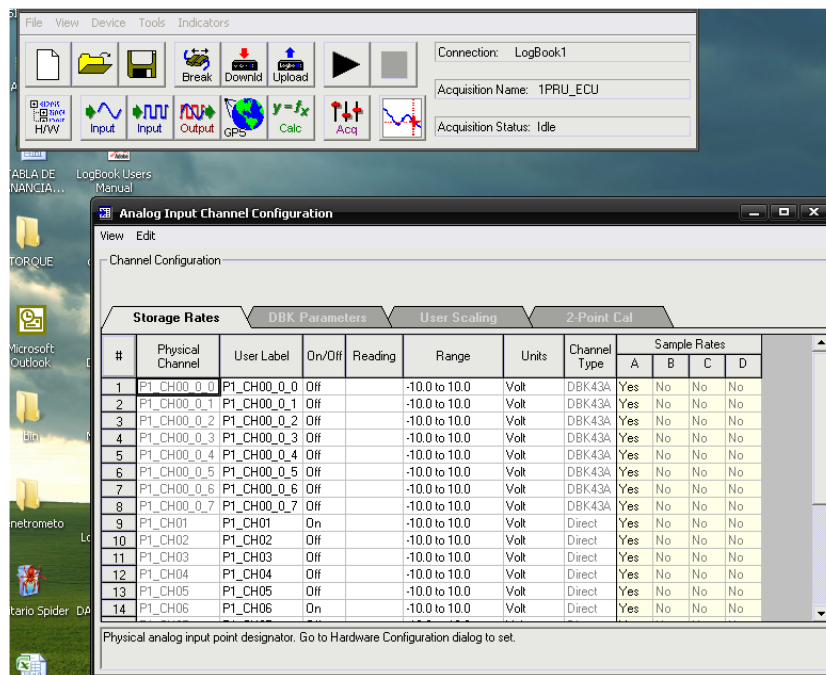 File View Device Tools Indicators
Break Downld Upload
Connection: LogBook1
Acquisition Name: 1PRU_ECU
H/W Input Input Output GPS y=fx Calc Acq
Acquisition Status: Idle
TABLA DE LogBook Users
Manual
Analog Input Channel Configuration
View Edit
TORQUE
Channel Configuration
Storage Rates DBK Parameters User Scaling 2-Point Cal
Microsoft
Outlook
# Physical Channel User Label On/Off Reading Range Units Channel Type Sample Rates
A B C D
1 P1_CH00_0_0 P1_CH00_0_0 Off -10.0 to 10.0 Volt DBK43A Yes No No No
2 P1_CH00_0_1 P1_CH00_0_1 Off -10.0 to 10.0 Volt DBK43A Yes No No No
3 P1_CH00_0_2 P1_CH00_0_2 Off -10.0 to 10.0 Volt DBK43A Yes No No No
4 P1_CH00_0_3 P1_CH00_0_3 Off -10.0 to 10.0 Volt DBK43A Yes No No No
5 P1_CH00_0_4 P1_CH00_0_4 Off -10.0 to 10.0 Volt DBK43A Yes No No No
6 P1_CH00_0_5 P1_CH00_0_5 Off -10.0 to 10.0 Volt DBK43A Yes No No No
7 P1_CH00_0_6 P1_CH00_0_6 Off -10.0 to 10.0 Volt DBK43A Yes No No No
8 P1_CH00_0_7 P1_CH00_0_7 Off -10.0 to 10.0 Volt DBK43A Yes No No No
9 P1_CH01 P1_CH01 On -10.0 to 10.0 Volt Direct Yes No No No
10 P1_CH02 P1_CH02 Off -10.0 to 10.0 Volt Direct Yes No No No
11 P1_CH03 P1_CH03 Off -10.0 to 10.0 Volt Direct Yes No No No
12 P1_CH04 P1_CH04 Off -10.0 to 10.0 Volt Direct Yes No No No
13 P1_CH05 P1_CH05 Off -10.0 to 10.0 Volt Direct Yes No No No
14 P1_CH06 P1_CH06 On -10.0 to 10.0 Volt Direct Yes No No No
bin
netrometo
tario Spider DA
Physical analog input point designator. Go to Hardware Configuration dialog to set.